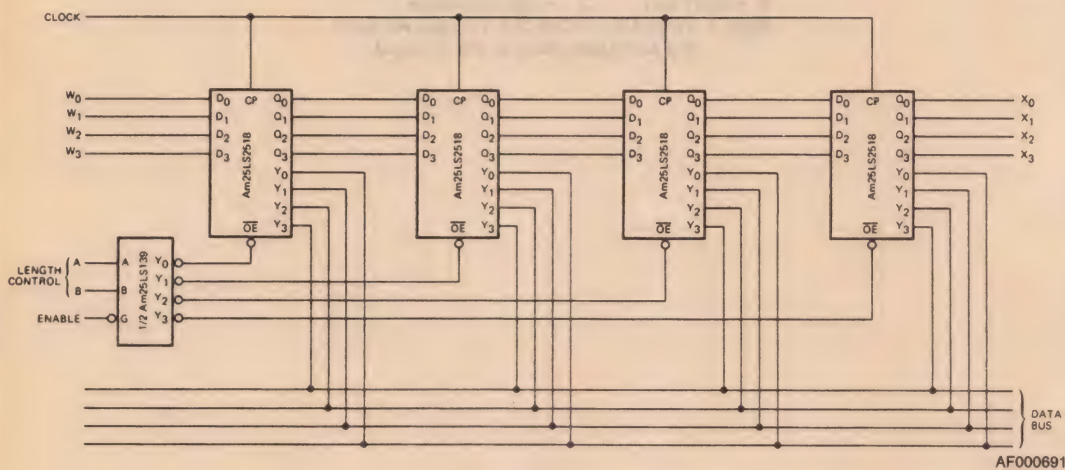 CLOCK
W0
W1
W2
W3
D0 CP Q0
D1 Q1
D2 Q2
D3 Q3
Y0
Y1
Y2
OE Y3
Am25LS2518
D0 CP Q0
D1 Q1
D2 Q2
D3 Q3
Y0
Y1
Y2
OE Y3
Am25LS2518
D0 CP Q0
D1 Q1
D2 Q2
D3 Q3
Y0
Y1
Y2
OE Y3
Am25LS2518
D0 CP Q0
D1 Q1
D2 Q2
D3 Q3
Y0
Y1
Y2
OE Y3
Am25LS2518
X0
X1
X2
X3
LENGTH
CONTROL
A
B
ENABLE
A Y0
Y1
B Y2
G Y3
1/2 Am25LS139
DATA
BUS
AF000691